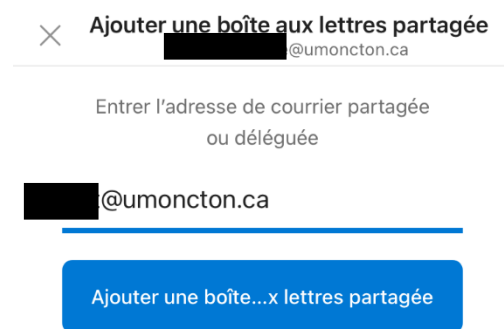 Ajouter une boîte aux lettres partagée
@umoncton.ca
Entrer l’adresse de courrier partagée
ou déléguée
@umoncton.ca
Ajouter une boîte...x lettres partagée